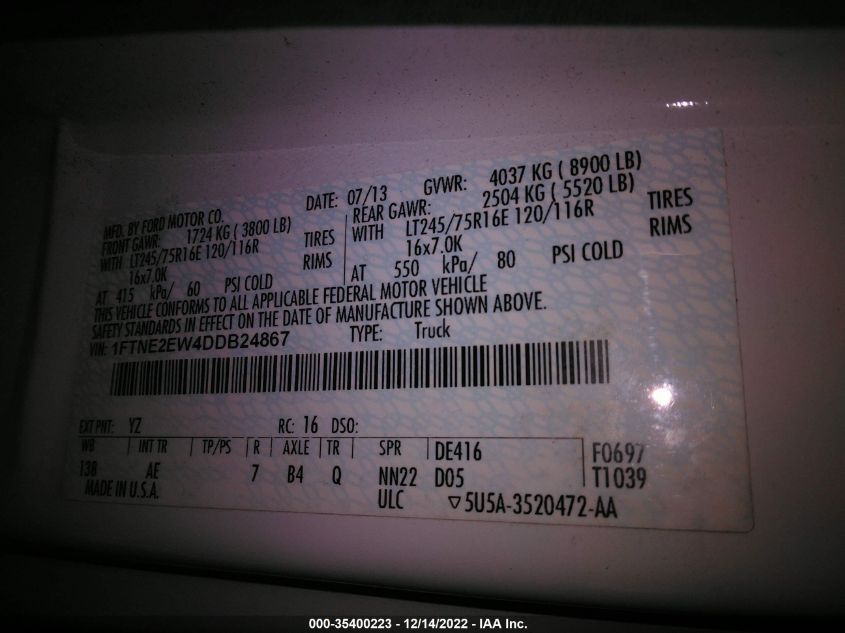 MFD. BY FORD MOTOR CO. DATE: 07/13 GVWR: 4037 KG ( 8900 LB)
FRONT GAWR: 1724 KG ( 3800 LB) REAR GAWR: 2504 KG ( 5520 LB)
WITH LT245/75R16E 120/116R TIRES WITH LT245/75R16E 120/116R TIRES
16x7.0K RIMS 16x7.0K RIMS
AT 415 kPa/ 60 PSI COLD AT 550 kPa/ 80 PSI COLD
THIS VEHICLE CONFORMS TO ALL APPLICABLE FEDERAL MOTOR VEHICLE
SAFETY STANDARDS IN EFFECT ON THE DATE OF MANUFACTURE SHOWN ABOVE.
VIN: 1FTNE2EW4DDB24867 TYPE: Truck
EXT PNT: YZ RC: 16 DSO:
WB INT TR TP/PS R AXLE TR SPR DE416 F0697
138 AE 7 B4 Q NN22 D05 T1039
MADE IN U.S.A. ULC ▽5U5A-3520472-AA
000-35400223 - 12/14/2022 - IAA Inc.